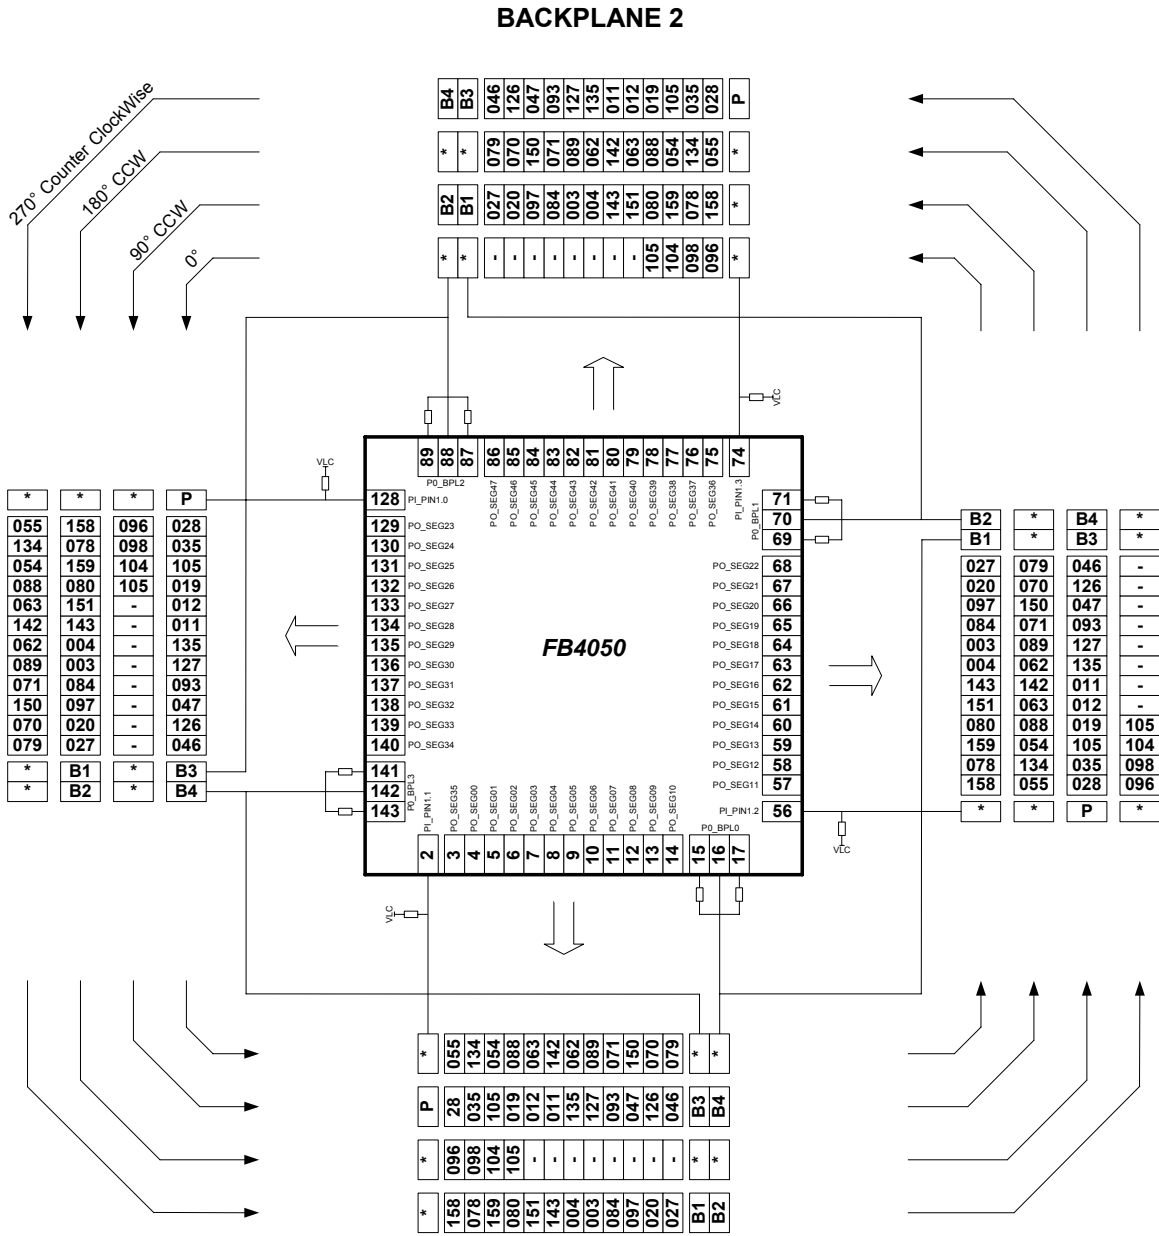 BACKPLANE 2
270° Counter ClockWise
180° CCW
90° CCW
0°
B4 B3 046 126 047 093 127 135 011 012 019 105 035 028 P
* * 079 070 150 071 089 062 142 063 088 054 134 055 *
B2 B1 027 020 097 084 003 004 143 151 080 159 078 158 *
* * - - - - - - - - 105 104 098 096 *
VLC
VLC
89 88 87 86 85 84 83 82 81 80 79 78 77 76 75 74
P0_BPL2 PO_SEG47 PO_SEG46 PO_SEG45 PO_SEG44 PO_SEG43 PO_SEG42 PO_SEG41 PO_SEG40 PO_SEG39 PO_SEG38 PO_SEG37 PO_SEG36 PI_PIN1.3
* * * P
055 158 096 028
134 078 098 035
054 159 104 105
088 080 105 019
063 151 - 012
142 143 - 011
062 004 - 135
089 003 - 127
071 084 - 093
150 097 - 047
070 020 - 126
079 027 - 046
* B1 * B3
* B2 * B4
128 PI_PIN1.0
129 PO_SEG23
130 PO_SEG24
131 PO_SEG25
132 PO_SEG26
133 PO_SEG27
134 PO_SEG28
135 PO_SEG29
136 PO_SEG30
137 PO_SEG31
138 PO_SEG32
139 PO_SEG33
140 PO_SEG34
141
142 P0_BPL3
143
FB4050
71
P0_BPL1 70
69
PO_SEG22 68
PO_SEG21 67
PO_SEG20 66
PO_SEG19 65
PO_SEG18 64
PO_SEG17 63
PO_SEG16 62
PO_SEG15 61
PO_SEG14 60
PO_SEG13 59
PO_SEG12 58
PO_SEG11 57
PI_PIN1.2 56
B2 * B4 *
B1 * B3 *
027 079 046 -
020 070 126 -
097 150 047 -
084 071 093 -
003 089 127 -
004 062 135 -
143 142 011 -
151 063 012 -
080 088 019 105
159 054 105 104
078 134 035 098
158 055 028 096
* * P *
VLC
PI_PIN1.1 PO_SEG35 PO_SEG00 PO_SEG01 PO_SEG02 PO_SEG03 PO_SEG04 PO_SEG05 PO_SEG06 PO_SEG07 PO_SEG08 PO_SEG09 PO_SEG10 P0_BPL0
2 3 4 5 6 7 8 9 10 11 12 13 14 15 16 17
VLC
* 055 134 054 088 063 142 062 089 071 150 070 079 * *
P 28 035 105 019 012 011 135 127 093 047 126 046 B3 B4
* 096 098 104 105 - - - - - - - - * *
* 158 078 159 080 151 143 004 003 084 097 020 027 B1 B2